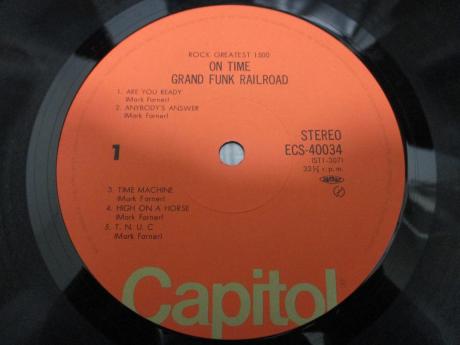 ROCK GREATEST 1500
ON TIME
GRAND FUNK RAILROAD
1. ARE YOU READY
(Mark Farner)
2. ANYBODY'S ANSWER
(Mark Farner)
1
STEREO
ECS-40034
(ST1-307)
33⅓ r.p.m.
3. TIME MACHINE
(Mark Farner)
4. HIGH ON A HORSE
(Mark Farner)
5. T. N. U. C
(Mark Farner)
Capitol